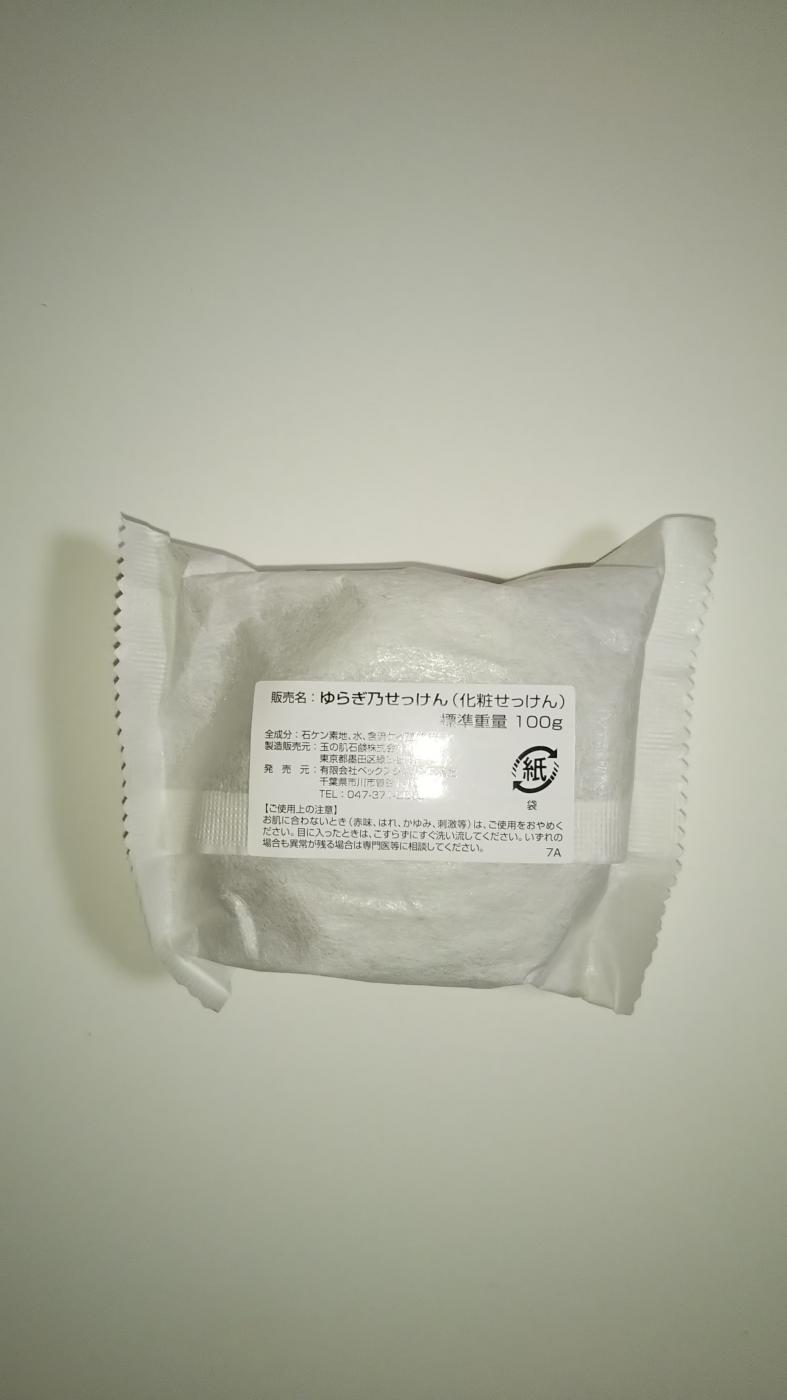 販売名：ゆらぎ乃せっけん（化粧せっけん）
標準重量 100g
全成分：石ケン素地、水、
製造販売元：玉の肌石鹸株式会
東京都墨田区
発 売 元：有限会社ベックス
千葉県市川市
TEL：047-37
紙
袋
【ご使用上の注意】
お肌に合わないとき（赤味、はれ、かゆみ、刺激等）は、ご使用をおやめく
ださい。目に入ったときは、こすらずにすぐ洗い流してください。いずれの
場合も異常が残る場合は専門医等に相談してください。
7A